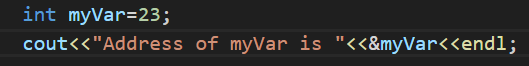 int myVar=23;
cout<<"Address of myVar is "<<&myVar<<endl;